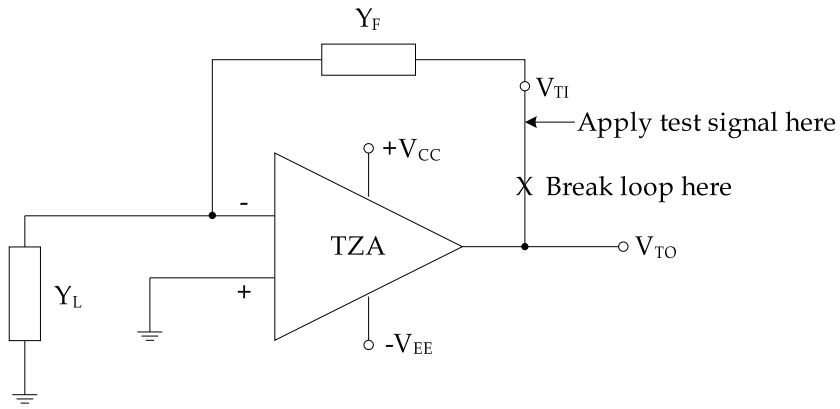 Y_F
V_TI
Apply test signal here
+V_CC
X Break loop here
-
TZA
V_TO
Y_L
+
-V_EE